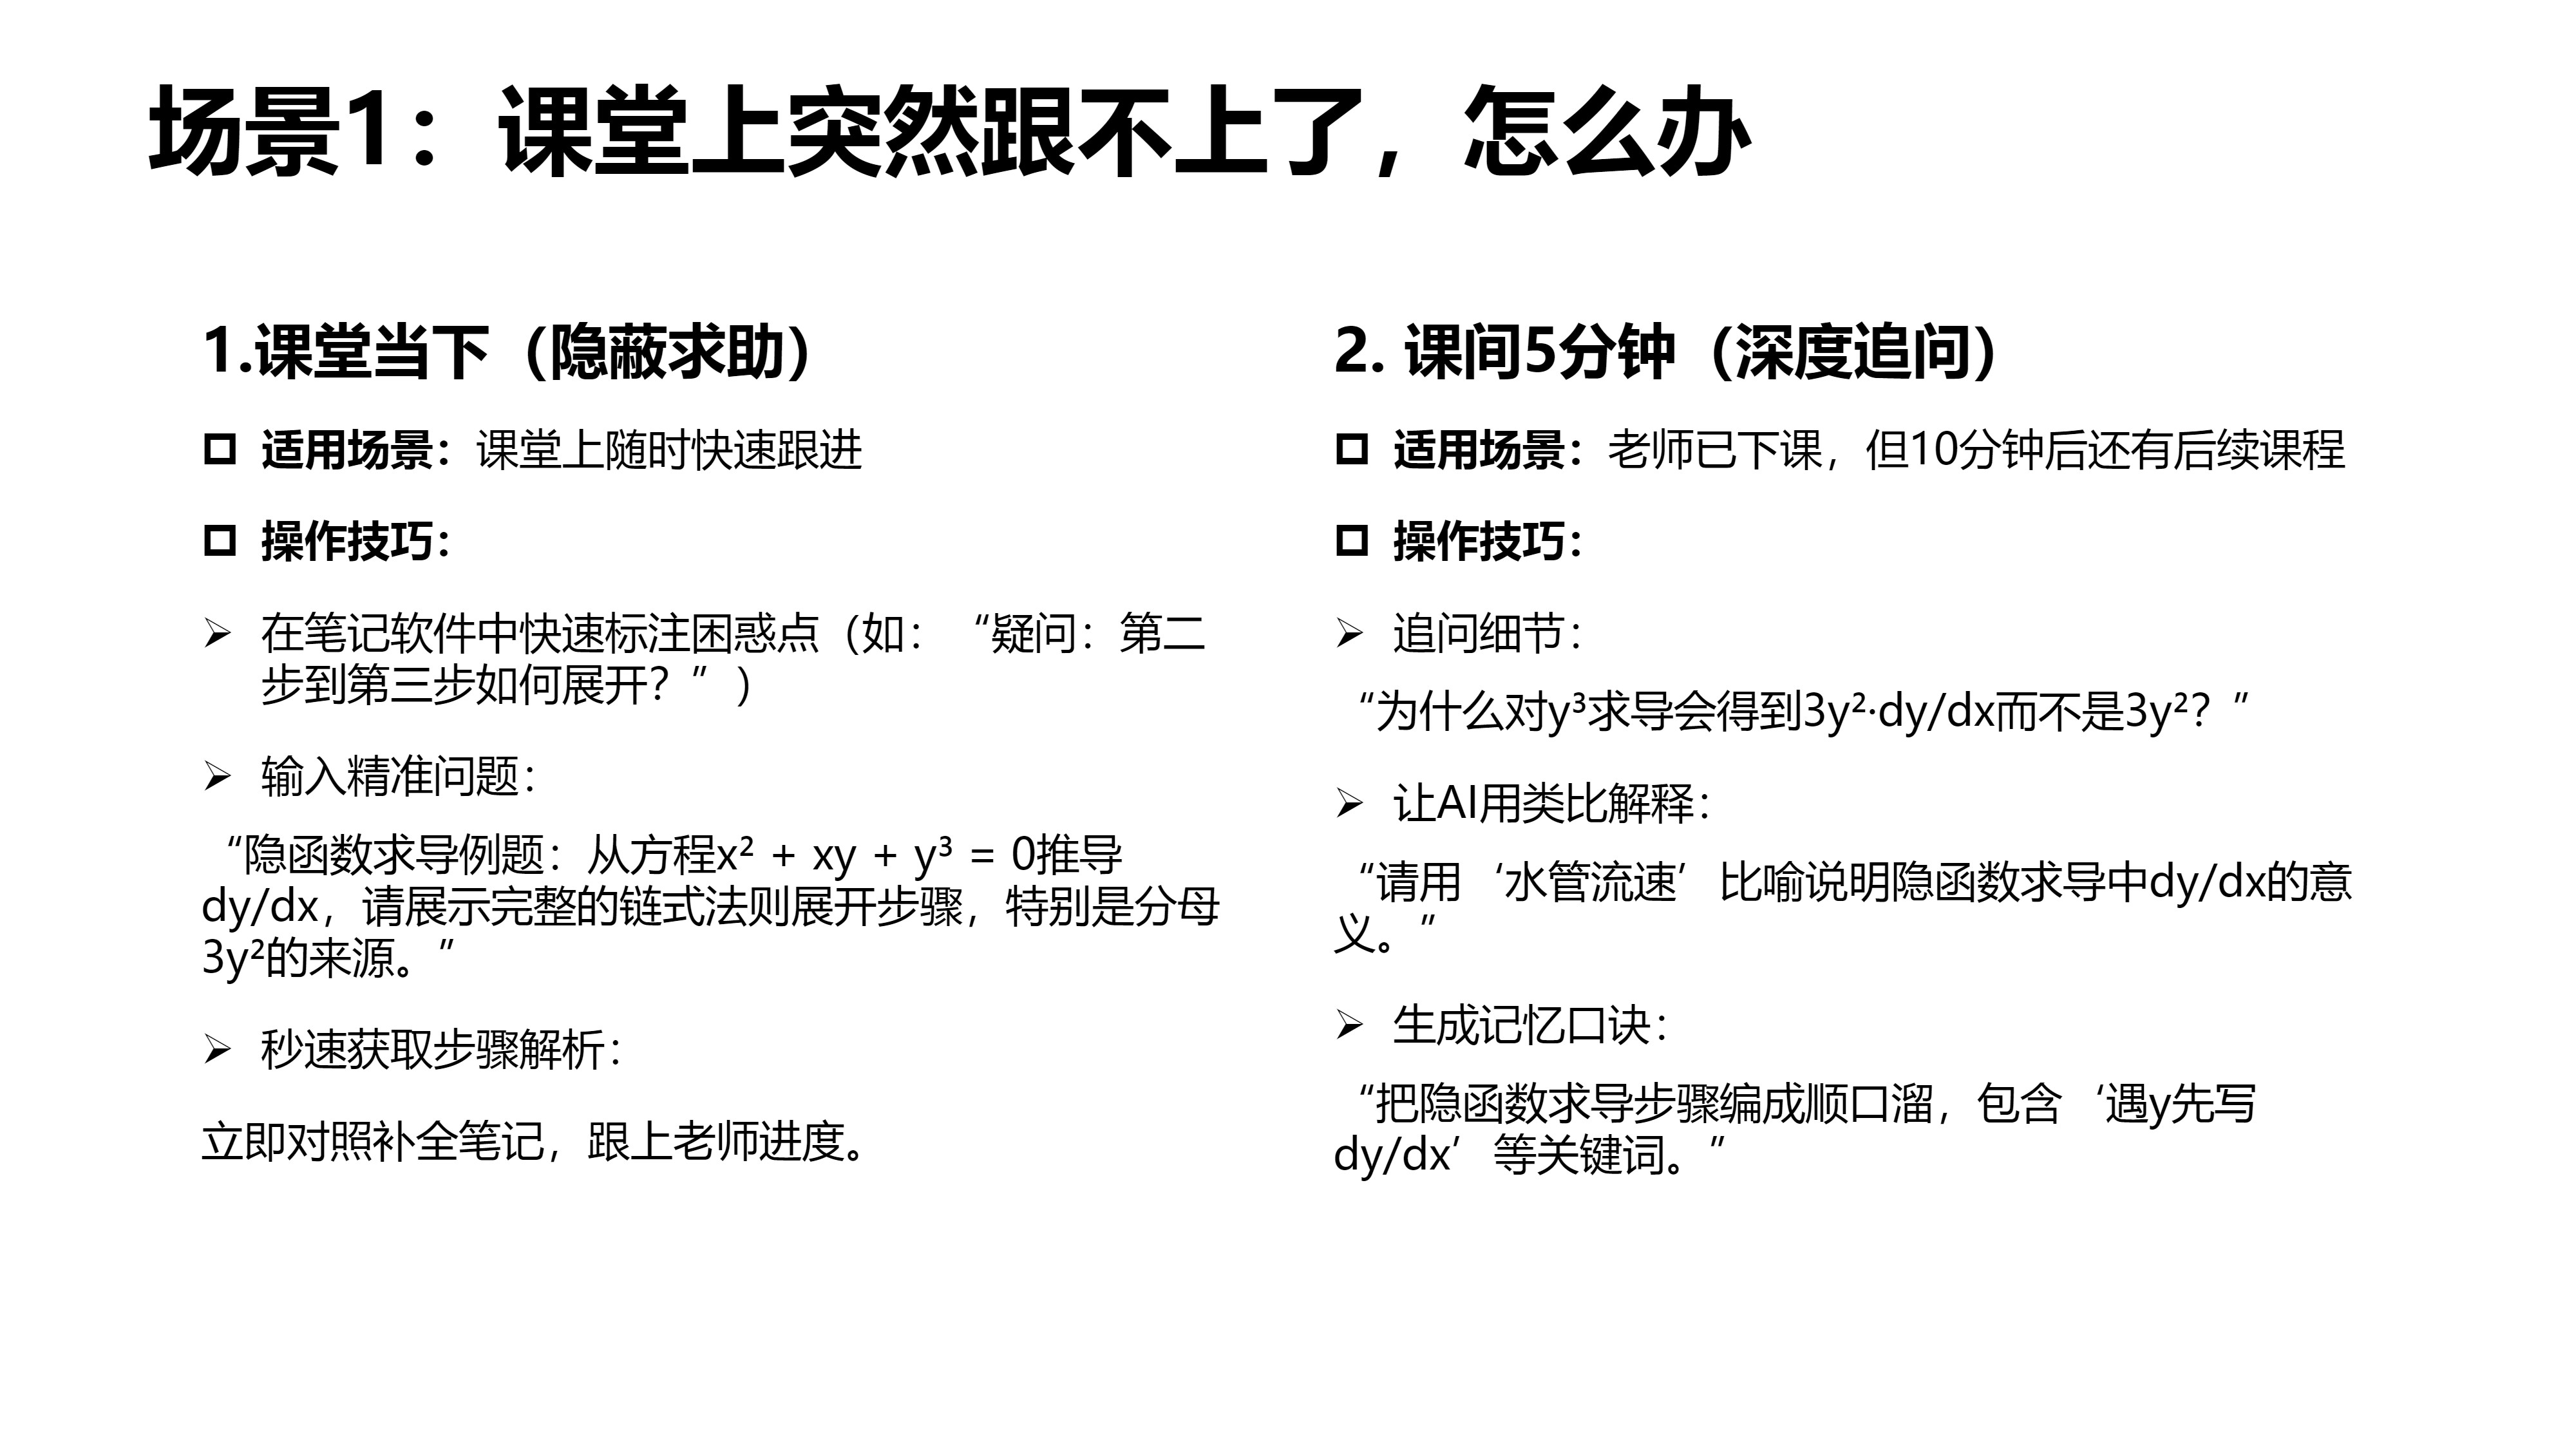 场景1：课堂上突然跟不上了，怎么办
1.课堂当下（隐蔽求助）
适用场景：课堂上随时快速跟进
操作技巧：
在笔记软件中快速标注困惑点（如：“疑问：第二
步到第三步如何展开？”）
输入精准问题：
“隐函数求导例题：从方程x² + xy + y³ = 0推导
dy/dx，请展示完整的链式法则展开步骤，特别是分母
3y²的来源。”
秒速获取步骤解析：
立即对照补全笔记，跟上老师进度。
2. 课间5分钟（深度追问）
适用场景：老师已下课，但10分钟后还有后续课程
操作技巧：
追问细节：
“为什么对y³求导会得到3y²·dy/dx而不是3y²？”
让AI用类比解释：
“请用‘水管流速’比喻说明隐函数求导中dy/dx的意
义。”
生成记忆口诀：
“把隐函数求导步骤编成顺口溜，包含‘遇y先写
dy/dx’等关键词。”